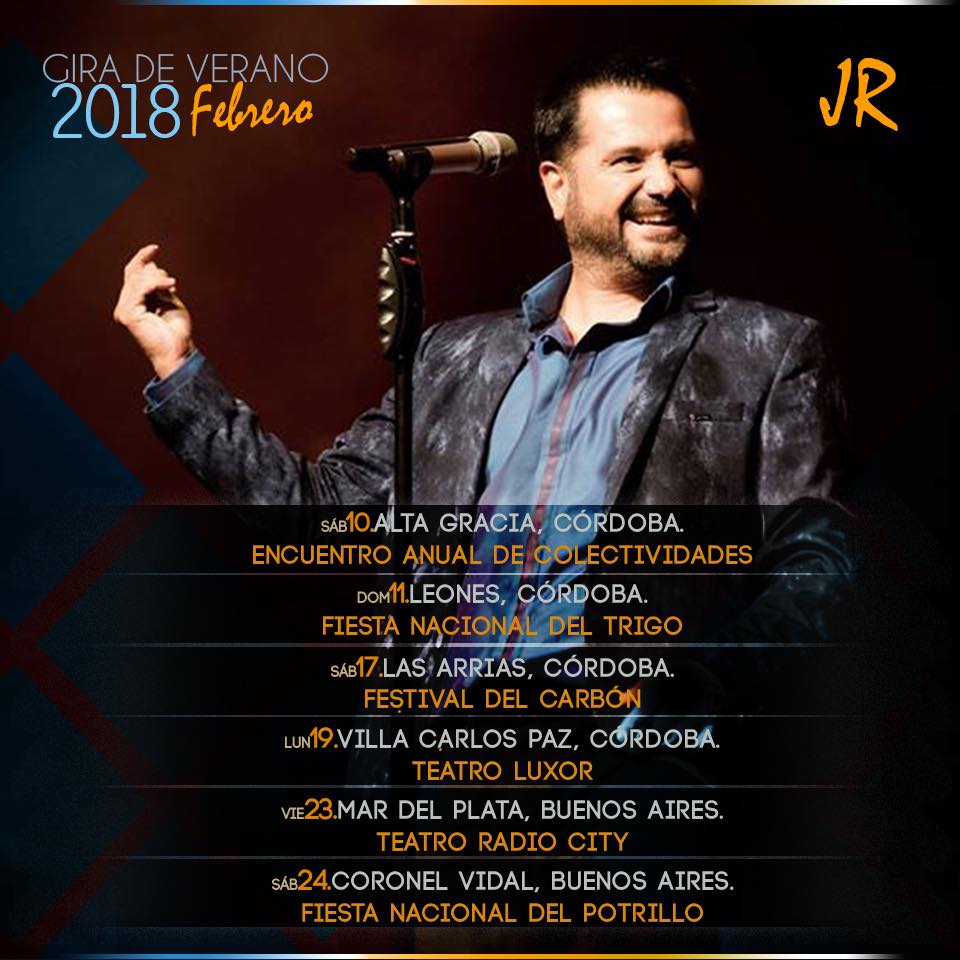 GIRA DE VERANO
2018 Febrero
JR
SÁB10.ALTA GRACIA, CÓRDOBA.
ENCUENTRO ANUAL DE COLECTIVIDADES
DOM11.LEONES, CÓRDOBA.
FIESTA NACIONAL DEL TRIGO
SÁB17.LAS ARRIAS, CÓRDOBA.
FESTIVAL DEL CARBÓN
LUN19.VILLA CARLOS PAZ, CÓRDOBA.
TEATRO LUXOR
VIE23.MAR DEL PLATA, BUENOS AIRES.
TEATRO RADIO CITY
SÁB24.CORONEL VIDAL, BUENOS AIRES.
FIESTA NACIONAL DEL POTRILLO